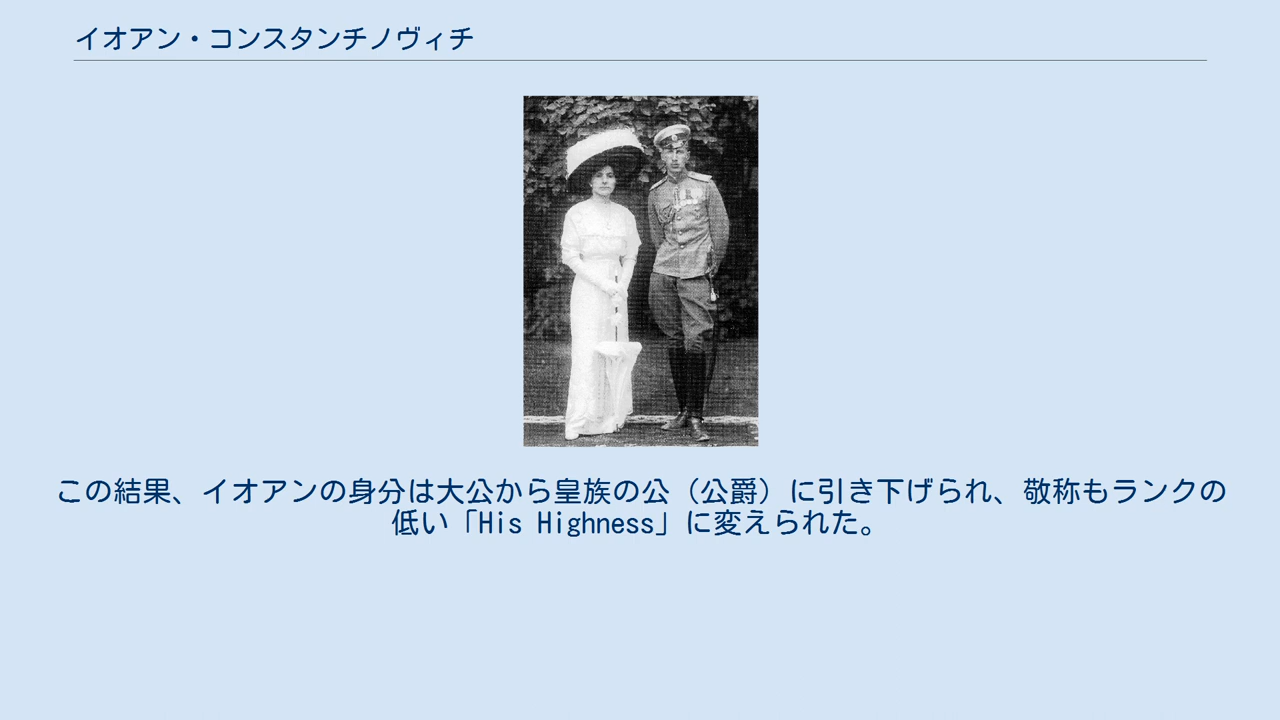 イオアン・コンスタンチノヴィチ
この結果、イオアンの身分は大公から皇族の公（公爵）に引き下げられ、敬称もランクの
低い「His Highness」に変えられた。